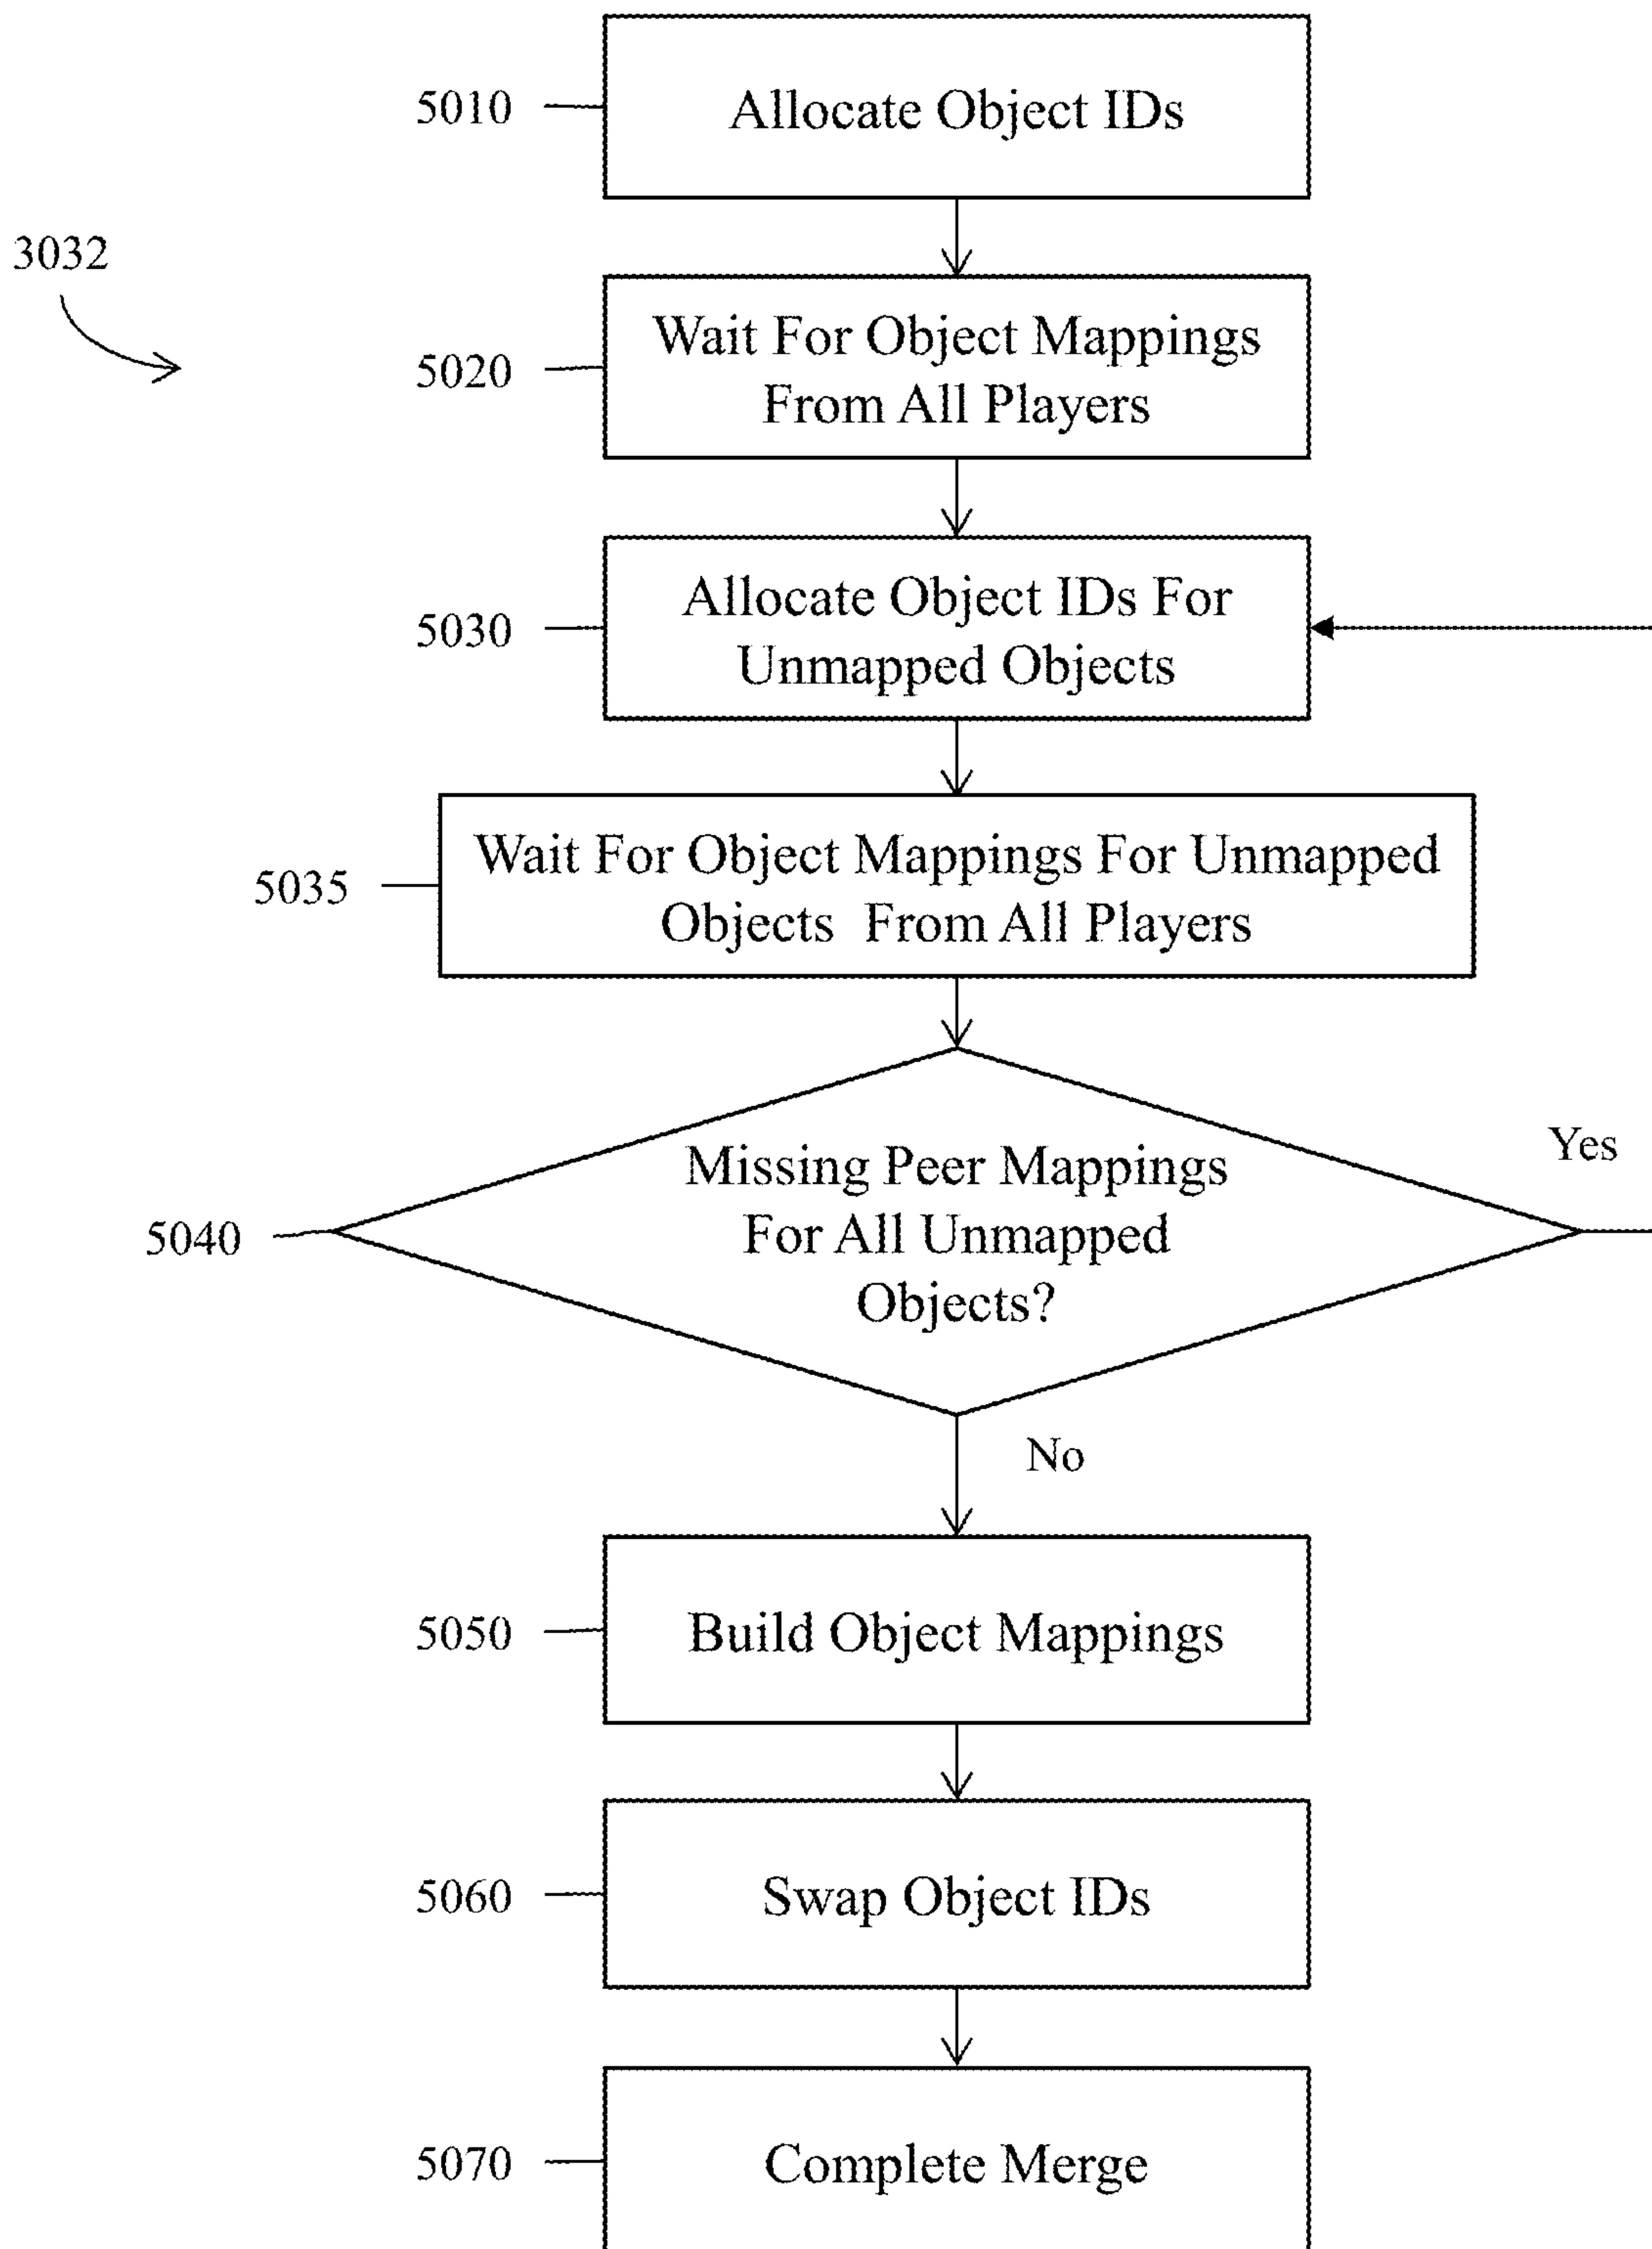 5010
Allocate Object IDs
3032
5020
Wait For Object Mappings
From All Players
5030
Allocate Object IDs For
Unmapped Objects
5035
Wait For Object Mappings For Unmapped
Objects From All Players
5040
Missing Peer Mappings
For All Unmapped
Objects?
Yes
No
5050
Build Object Mappings
5060
Swap Object IDs
5070
Complete Merge